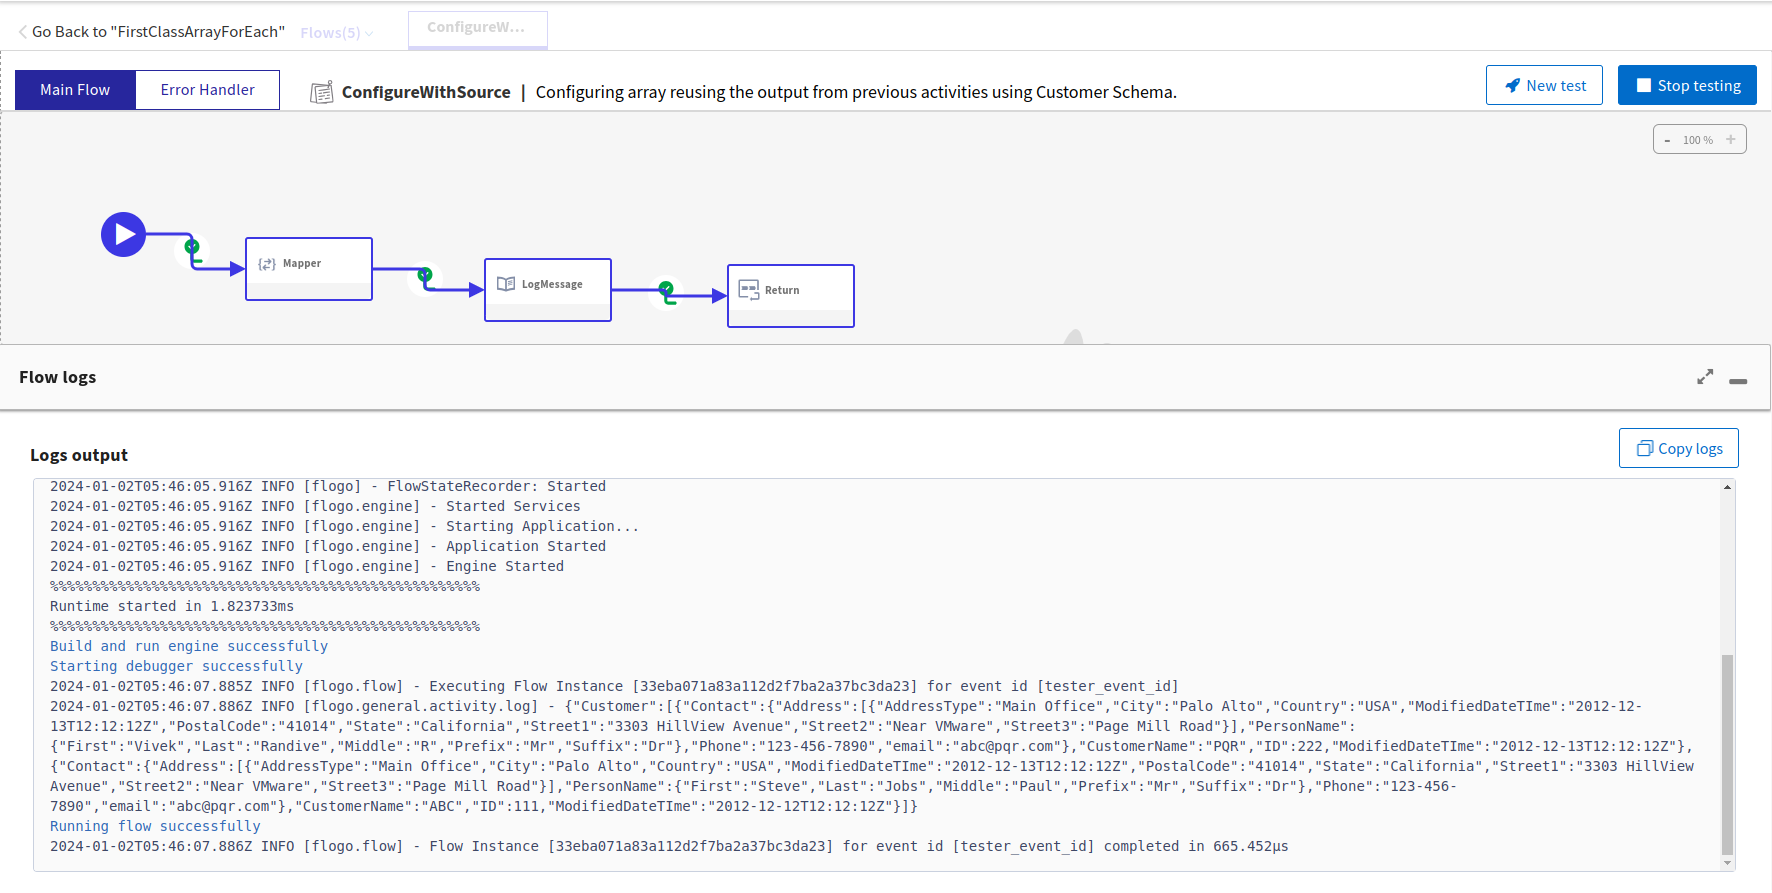 Go Back to "FirstClassArrayForEach"
Flows(5)
ConfigureW...
Main Flow
Error Handler
ConfigureWithSource | Configuring array reusing the output from previous activities using Customer Schema.
New test
Stop testing
- 100 % +
Mapper
LogMessage
Return
Flow logs
Logs output
Copy logs
2024-01-02T05:46:05.916Z INFO [flogo] - FlowStateRecorder: Started
2024-01-02T05:46:05.916Z INFO [flogo.engine] - Started Services
2024-01-02T05:46:05.916Z INFO [flogo.engine] - Starting Application...
2024-01-02T05:46:05.916Z INFO [flogo.engine] - Application Started
2024-01-02T05:46:05.916Z INFO [flogo.engine] - Engine Started
%%%%%%%%%%%%%%%%%%%%%%%%%%%%%%%%%%%%%%%%%%%%%%%%%%%
Runtime started in 1.823733ms
%%%%%%%%%%%%%%%%%%%%%%%%%%%%%%%%%%%%%%%%%%%%%%%%%%%
Build and run engine successfully
Starting debugger successfully
2024-01-02T05:46:07.885Z INFO [flogo.flow] - Executing Flow Instance [33eba071a83a112d2f7ba2a37bc3da23] for event id [tester_event_id]
2024-01-02T05:46:07.886Z INFO [flogo.general.activity.log] - {"Customer":[{"Contact":{"Address":[{"AddressType":"Main Office","City":"Palo Alto","Country":"USA","ModifiedDateTIme":"2012-12-
13T12:12:12Z","PostalCode":"41014","State":"California","Street1":"3303 HillView Avenue","Street2":"Near VMware","Street3":"Page Mill Road"}],"PersonName":
{"First":"Vivek","Last":"Randive","Middle":"R","Prefix":"Mr","Suffix":"Dr"},"Phone":"123-456-7890","email":"abc@pqr.com"},"CustomerName":"PQR","ID":222,"ModifiedDateTIme":"2012-12-13T12:12:12Z"},
{"Contact":{"Address":[{"AddressType":"Main Office","City":"Palo Alto","Country":"USA","ModifiedDateTIme":"2012-12-13T12:12:12Z","PostalCode":"41014","State":"California","Street1":"3303 HillView
Avenue","Street2":"Near VMware","Street3":"Page Mill Road"}],"PersonName":{"First":"Steve","Last":"Jobs","Middle":"Paul","Prefix":"Mr","Suffix":"Dr"},"Phone":"123-456-
7890","email":"abc@pqr.com"},"CustomerName":"ABC","ID":111,"ModifiedDateTIme":"2012-12-12T12:12:12Z"}]}
Running flow successfully
2024-01-02T05:46:07.886Z INFO [flogo.flow] - Flow Instance [33eba071a83a112d2f7ba2a37bc3da23] for event id [tester_event_id] completed in 665.452µs